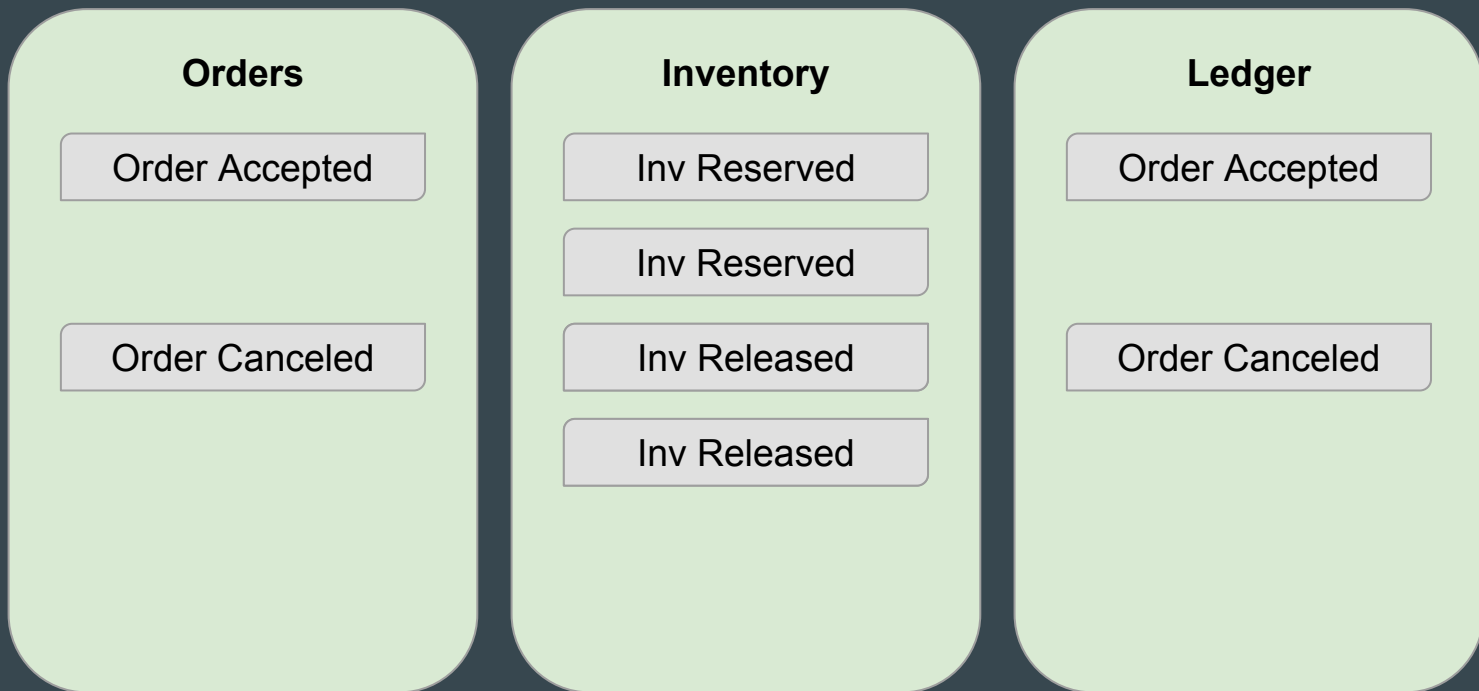 Orders
Order Accepted
Order Canceled
Inventory
Inv Reserved
Inv Reserved
Inv Released
Inv Released
Ledger
Order Accepted
Order Canceled